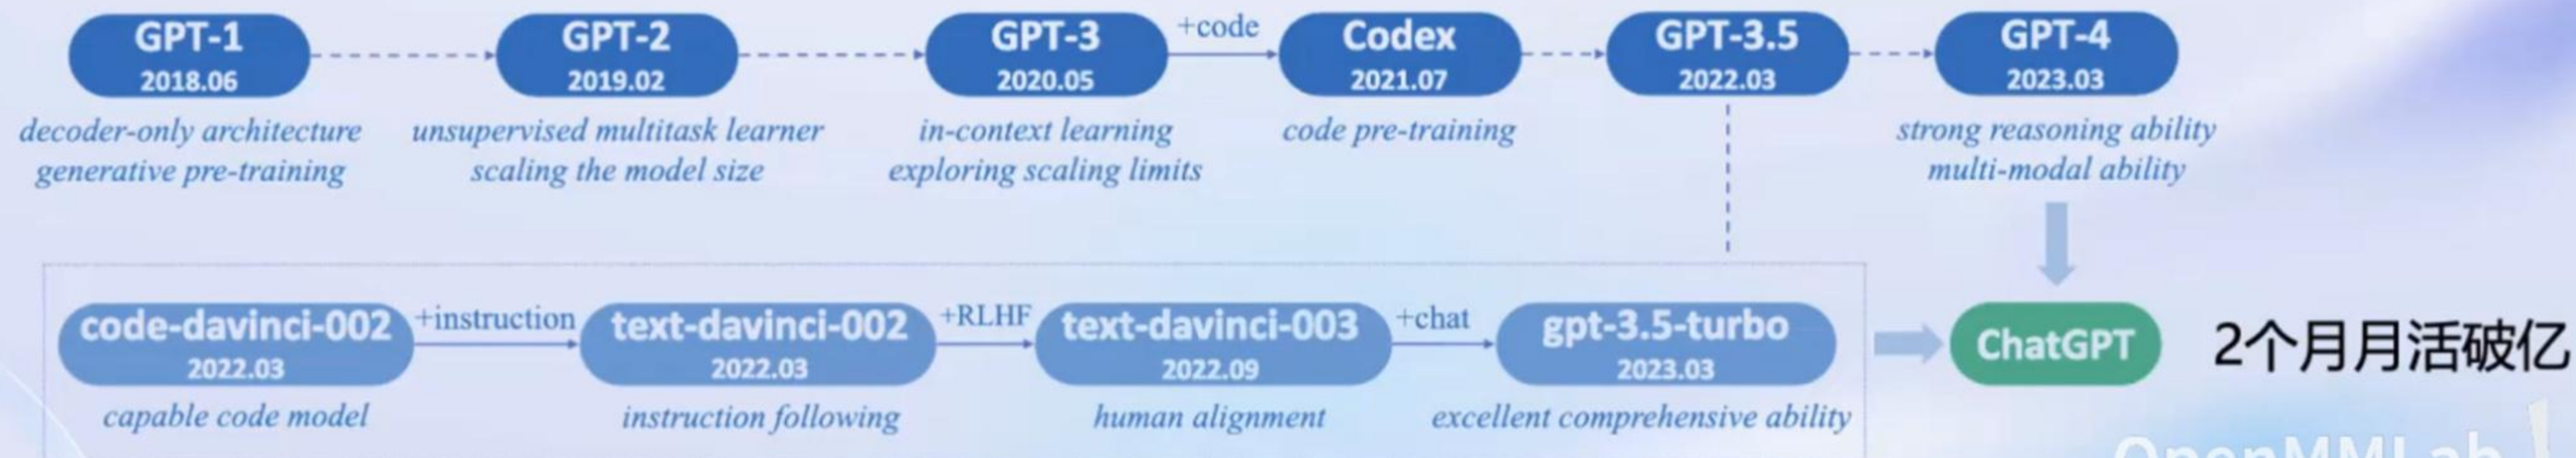 GPT-1
2018.06
decoder-only architecture
generative pre-training
GPT-2
2019.02
unsupervised multitask learner
scaling the model size
GPT-3
2020.05
in-context learning
exploring scaling limits
+code
Codex
2021.07
code pre-training
GPT-3.5
2022.03
GPT-4
2023.03
strong reasoning ability
multi-modal ability
code-davinci-002
2022.03
capable code model
+instruction
text-davinci-002
2022.03
instruction following
+RLHF
text-davinci-003
2022.09
human alignment
+chat
gpt-3.5-turbo
2023.03
excellent comprehensive ability
ChatGPT
2个月月活破亿
OpenMMLab